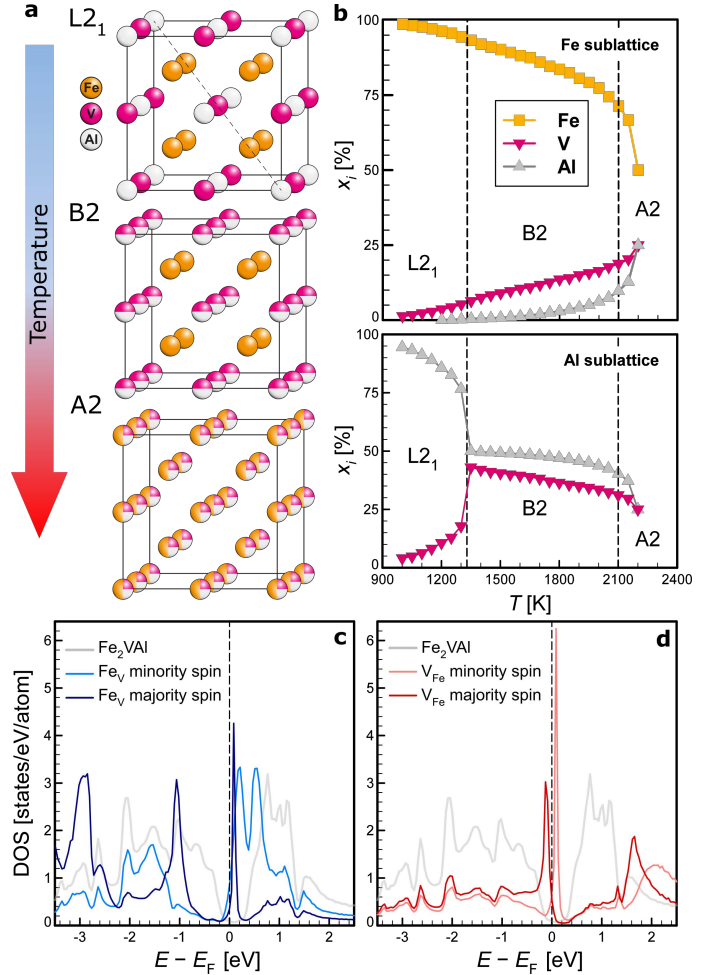 a
L2₁
Fe
V
Al
B2
A2
Temperature
b
Fe sublattice
100
75
50
25
0
xᵢ [%]
Fe
V
Al
L2₁
B2
A2
Al sublattice
100
75
50
25
0
xᵢ [%]
L2₁
B2
A2
900 1200 1500 1800 2100 2400
T [K]
c
Fe₂VAl
Fe_V minority spin
Fe_V majority spin
6
5
4
3
2
1
0
DOS [states/eV/atom]
-3 -2 -1 0 1 2
E − E_F [eV]
d
Fe₂VAl
V_Fe minority spin
V_Fe majority spin
6
5
4
3
2
1
0
-3 -2 -1 0 1 2
E − E_F [eV]